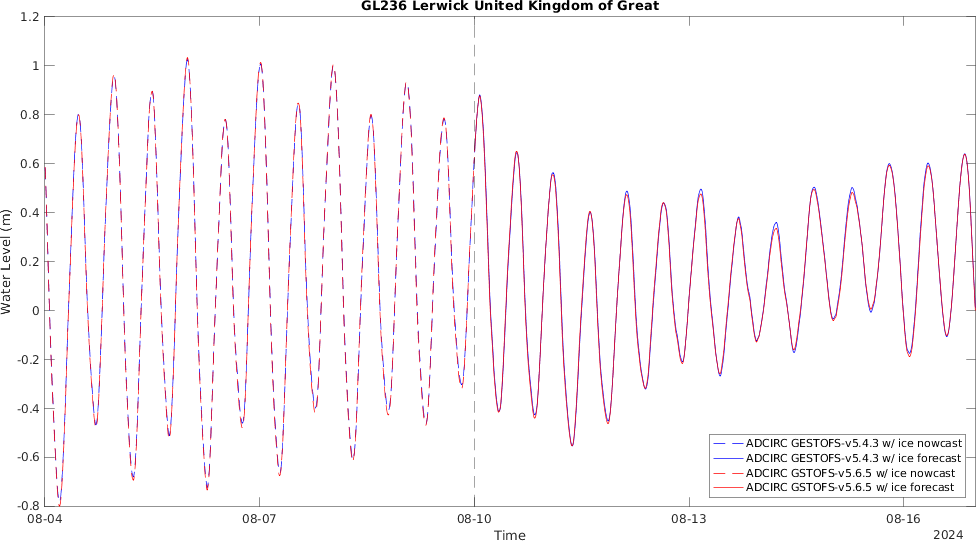 GL236 Lerwick United Kingdom of Great
1.2
1
0.8
0.6
0.4
0.2
0
-0.2
-0.4
-0.6
-0.8
Water Level (m)
ADCIRC GESTOFS-v5.4.3 w/ ice nowcast
ADCIRC GESTOFS-v5.4.3 w/ ice forecast
ADCIRC GSTOFS-v5.6.5 w/ ice nowcast
ADCIRC GSTOFS-v5.6.5 w/ ice forecast
08-04 08-07 08-10 08-13 08-16
Time
2024